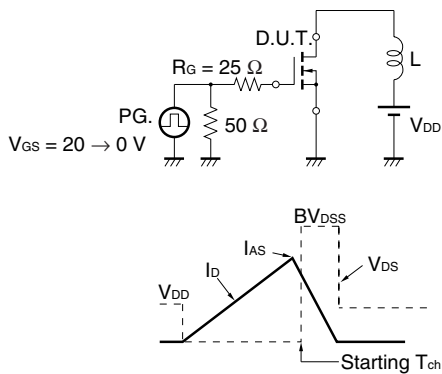 D.U.T.
RG = 25 Ω
L
PG.
50 Ω
VDD
VGS = 20 → 0 V
BVDSS
IAS
ID
VDS
VDD
Starting Tch